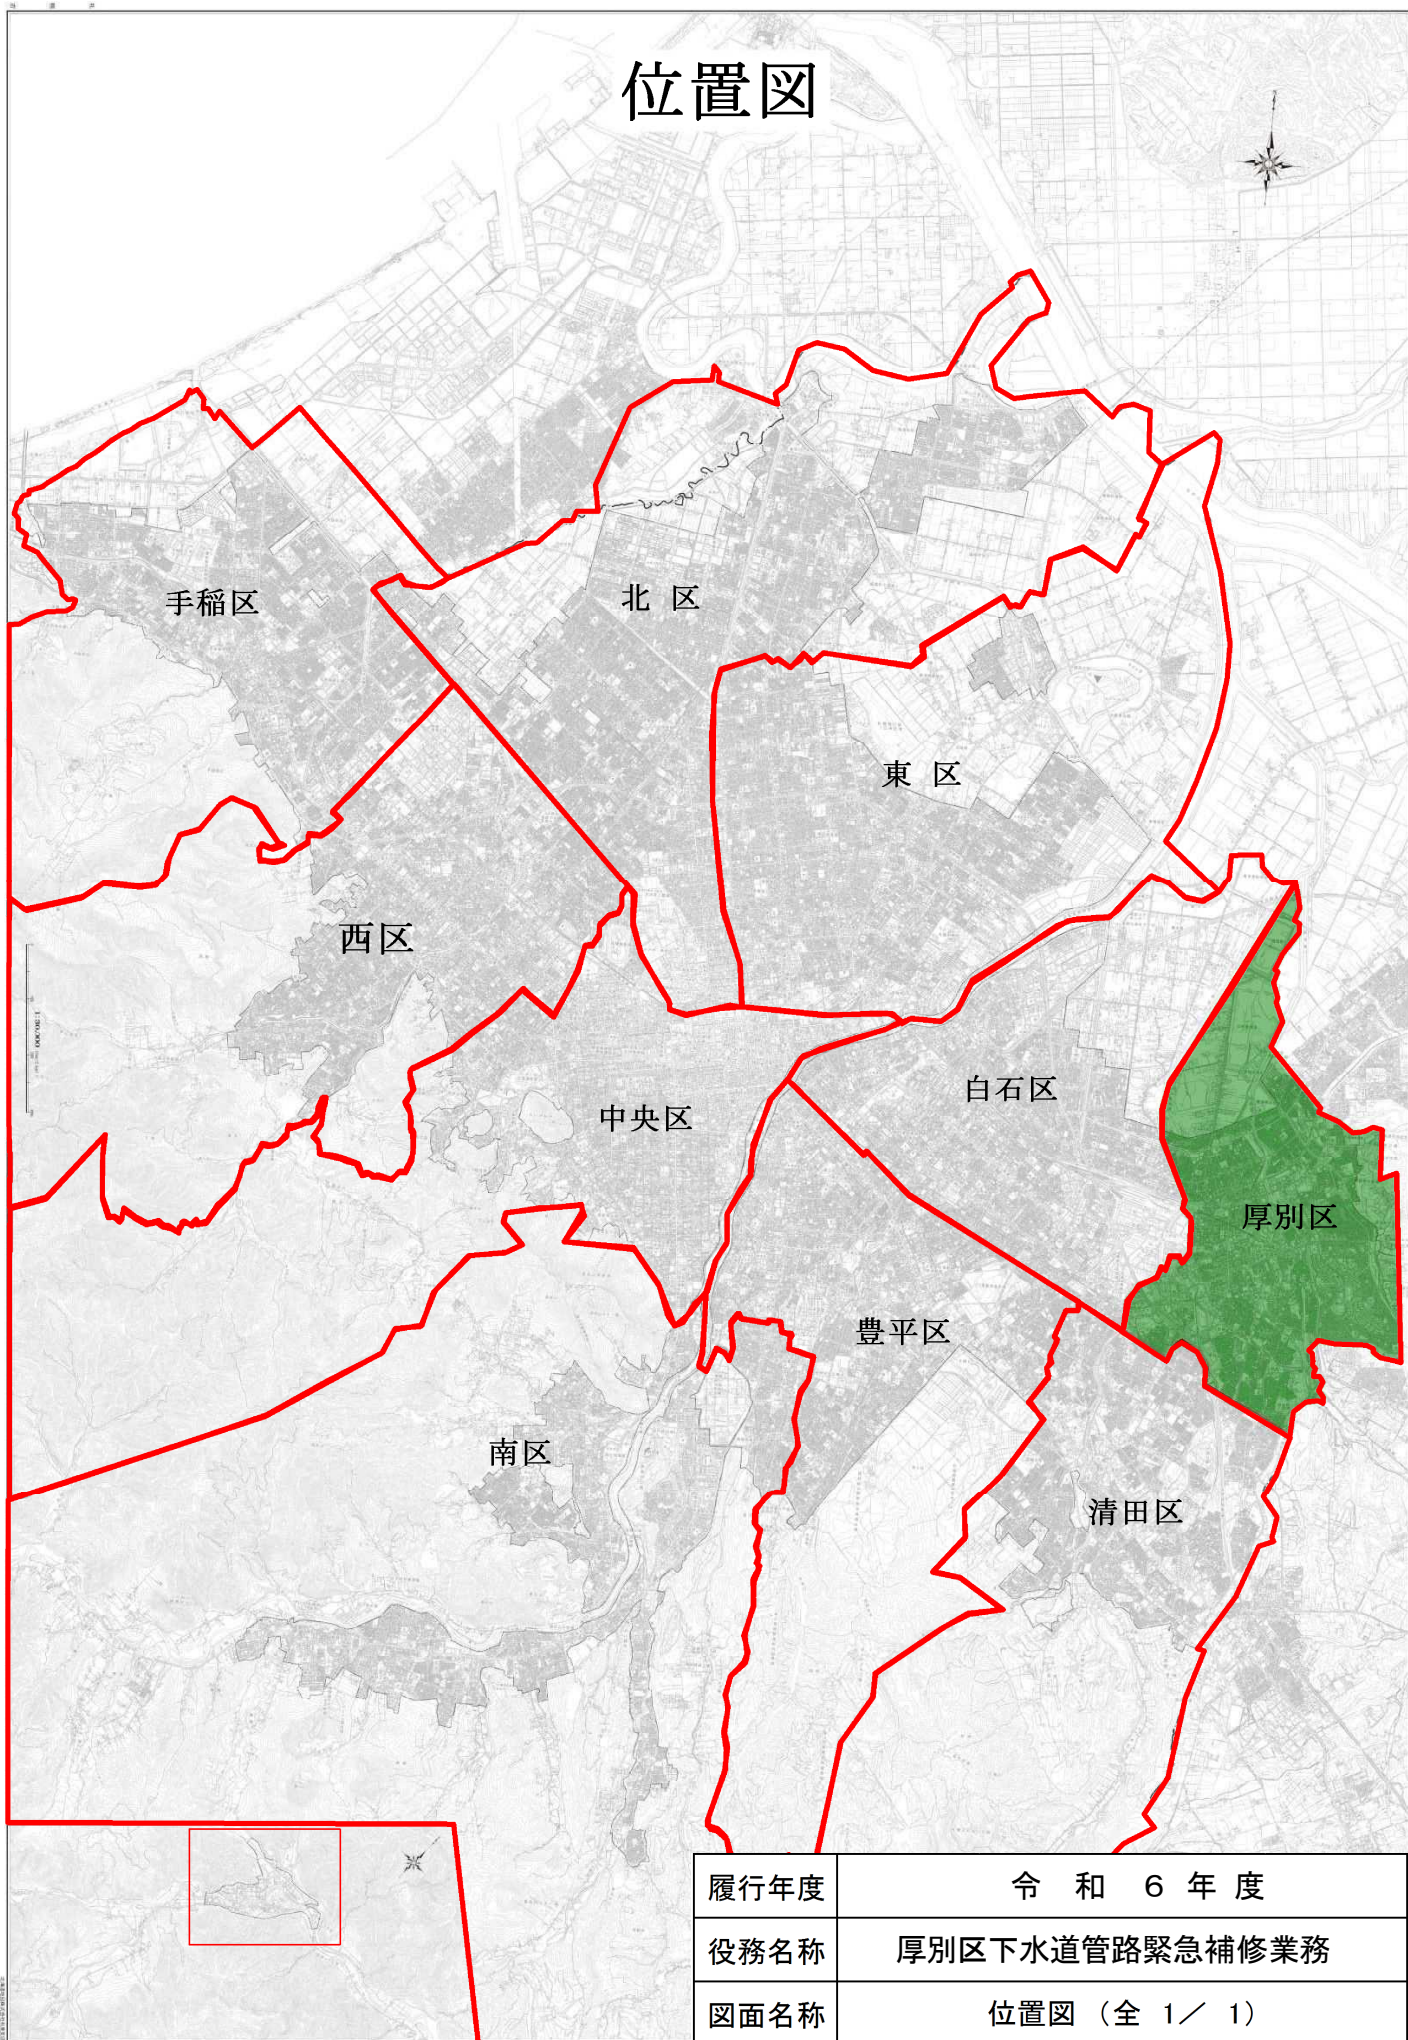 位置図
手稲区
北 区
東 区
西区
中央区
白石区
厚別区
豊平区
南区
清田区
1:30,000
履行年度 令 和 6 年 度
役務名称 厚別区下水道管路緊急補修業務
図面名称 位置図 (全 1/ 1)